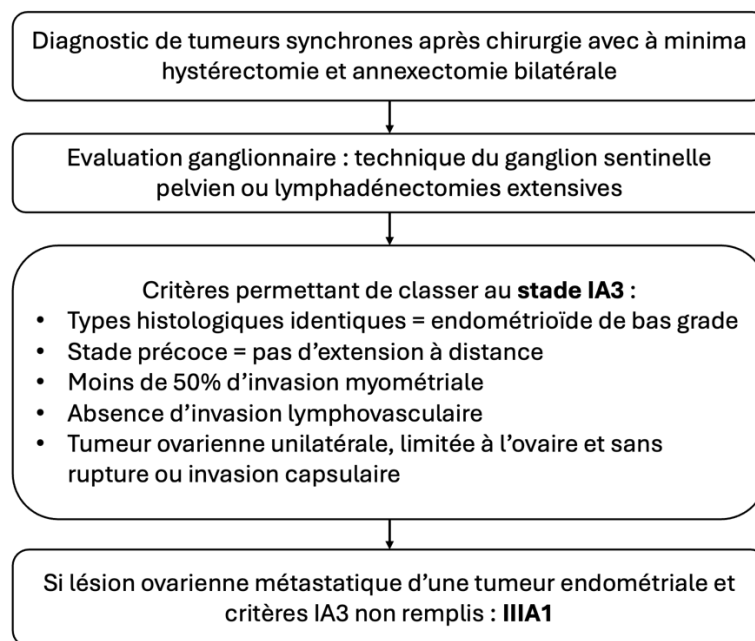 Diagnostic de tumeurs synchrones après chirurgie avec à minima
hystérectomie et annexectomie bilatérale
Evaluation ganglionnaire : technique du ganglion sentinelle
pelvien ou lymphadénectomies extensives
Critères permettant de classer au stade IA3 :
• Types histologiques identiques = endométrioïde de bas grade
• Stade précoce = pas d’extension à distance
• Moins de 50% d’invasion myométriale
• Absence d’invasion lymphovasculaire
• Tumeur ovarienne unilatérale, limitée à l’ovaire et sans
rupture ou invasion capsulaire
Si lésion ovarienne métastatique d’une tumeur endométriale et
critères IA3 non remplis : IIIA1